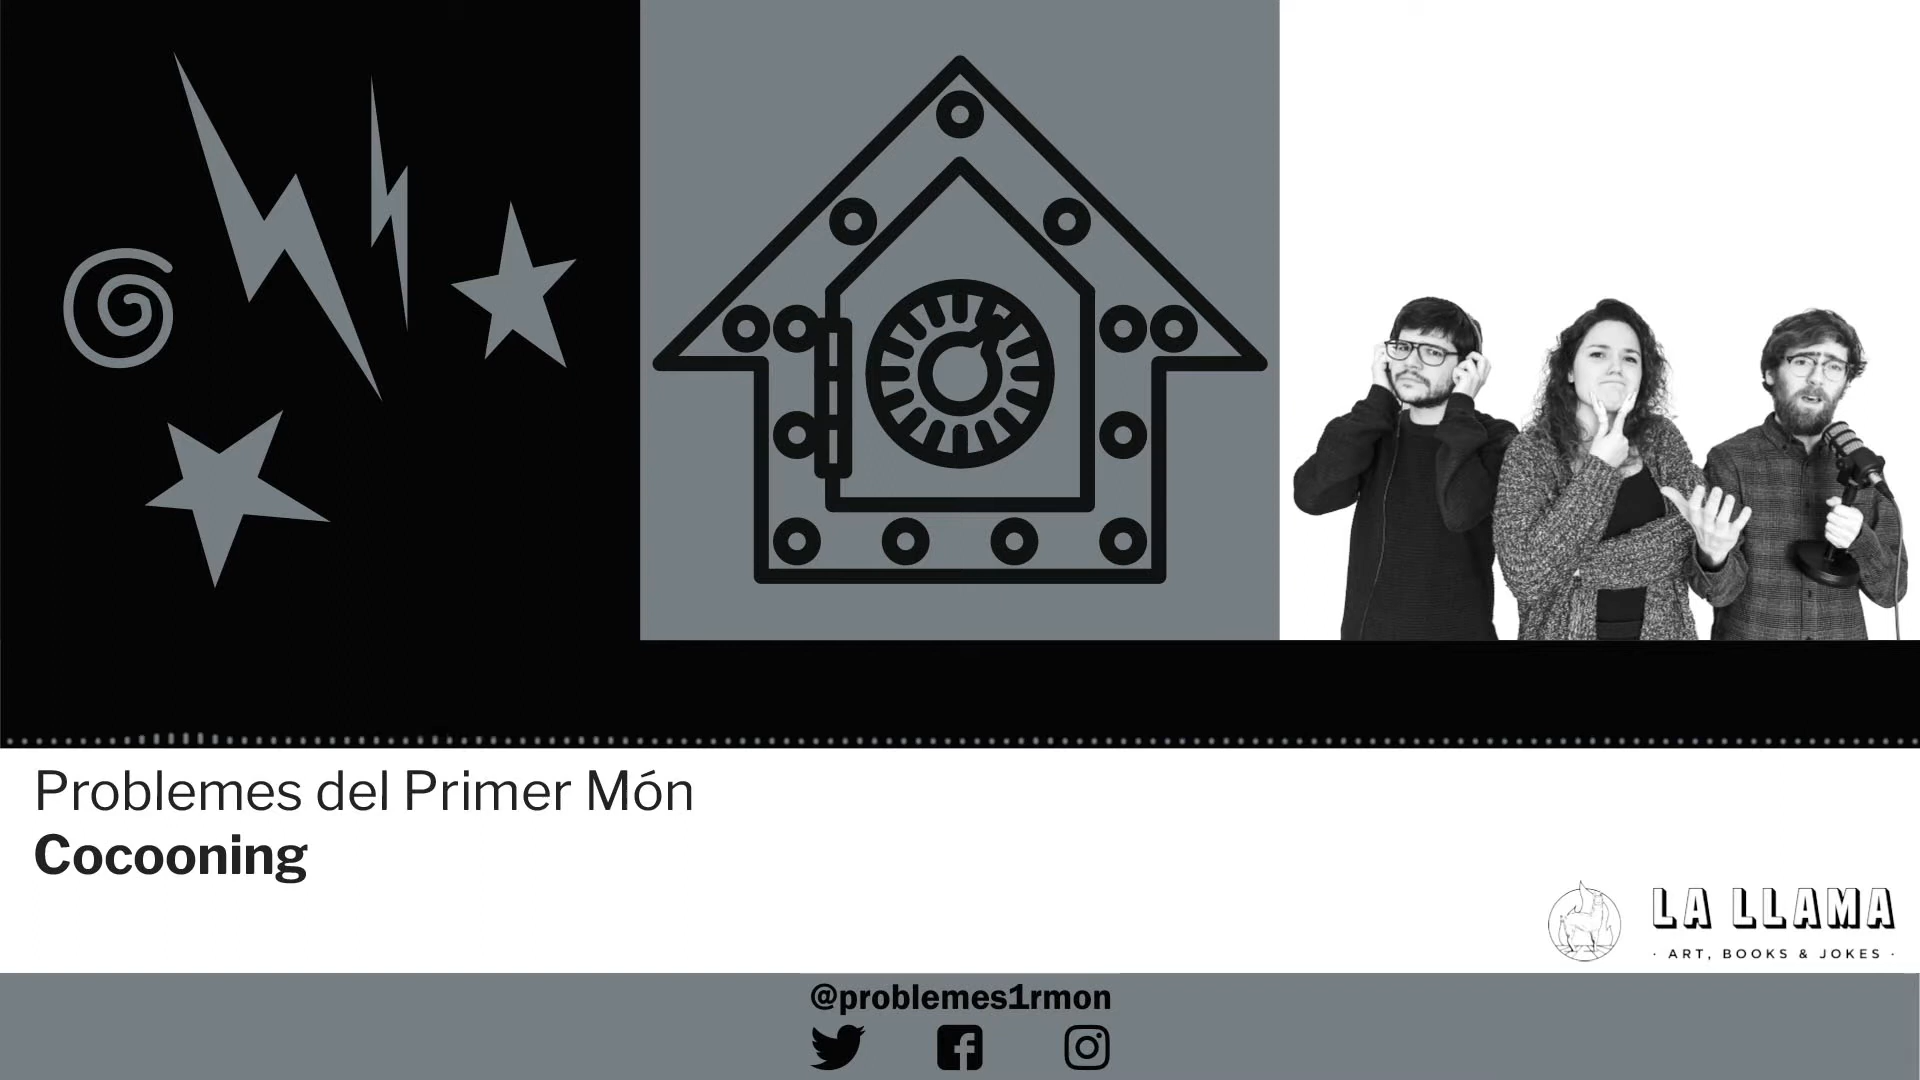 Problemes del Primer Món
Cocooning
LA LLAMA
· ART, BOOKS & JOKES ·
@problemes1rmon